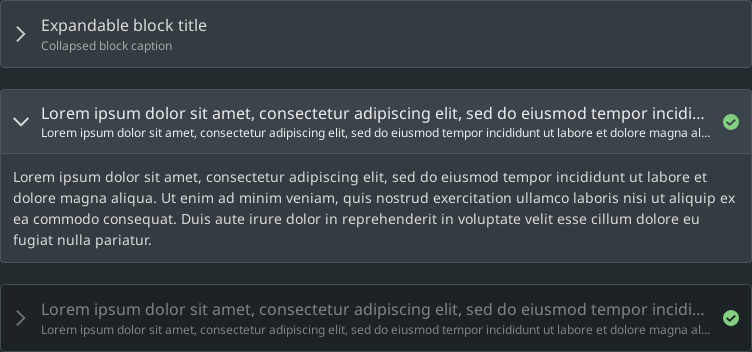 Expandable block title
Collapsed block caption
Lorem ipsum dolor sit amet, consectetur adipiscing elit, sed do eiusmod tempor incidi...
Lorem ipsum dolor sit amet, consectetur adipiscing elit, sed do eiusmod tempor incididunt ut labore et dolore magna al...
Lorem ipsum dolor sit amet, consectetur adipiscing elit, sed do eiusmod tempor incididunt ut labore et
dolore magna aliqua. Ut enim ad minim veniam, quis nostrud exercitation ullamco laboris nisi ut aliquip ex
ea commodo consequat. Duis aute irure dolor in reprehenderit in voluptate velit esse cillum dolore eu
fugiat nulla pariatur.
Lorem ipsum dolor sit amet, consectetur adipiscing elit, sed do eiusmod tempor incidi...
Lorem ipsum dolor sit amet, consectetur adipiscing elit, sed do eiusmod tempor incididunt ut labore et dolore magna al...